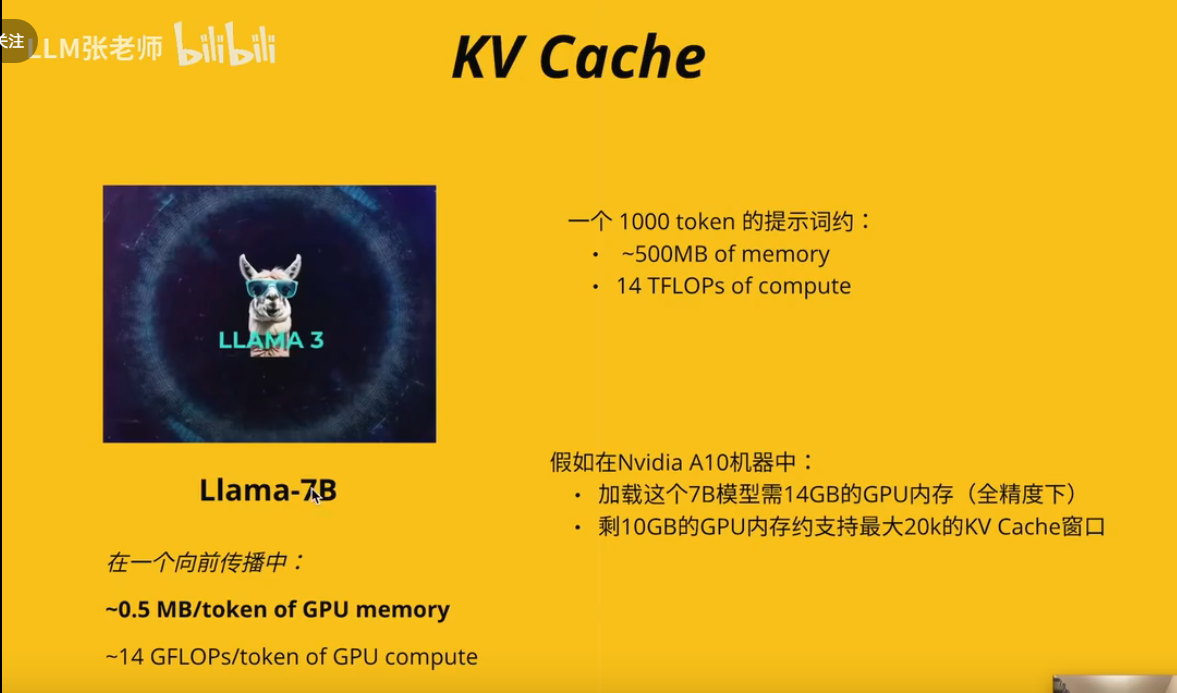 关注
LLM张老师 bilibili
KV Cache
LLAMA 3
Llama-7B
在一个向前传播中：
~0.5 MB/token of GPU memory
~14 GFLOPs/token of GPU compute
一个 1000 token 的提示词约：
• ~500MB of memory
• 14 TFLOPs of compute
假如在Nvidia A10机器中：
• 加载这个7B模型需14GB的GPU内存（全精度下）
• 剩10GB的GPU内存约支持最大20k的KV Cache窗口